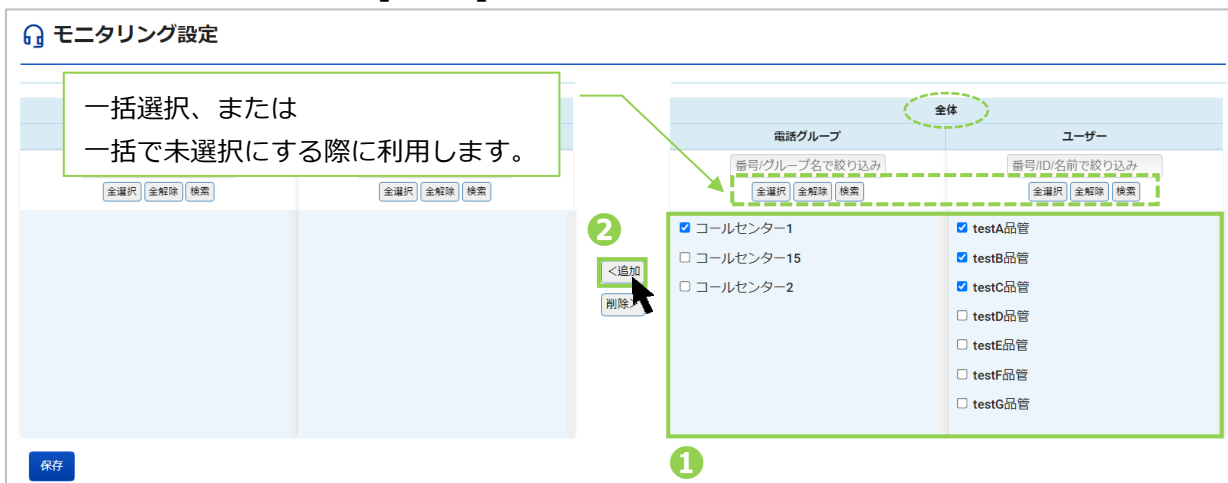 モニタリング設定
一括選択、または
一括で未選択にする際に利用します。
全選択 全解除 検索
全選択 全解除 検索
全体
電話グループ
ユーザー
番号/グループ名で絞り込み
番号/ID/名前で絞り込み
全選択 全解除 検索
全選択 全解除 検索
2
<追加
削除>
コールセンター1
コールセンター15
コールセンター2
testA品管
testB品管
testC品管
testD品管
testE品管
testF品管
testG品管
1
保存